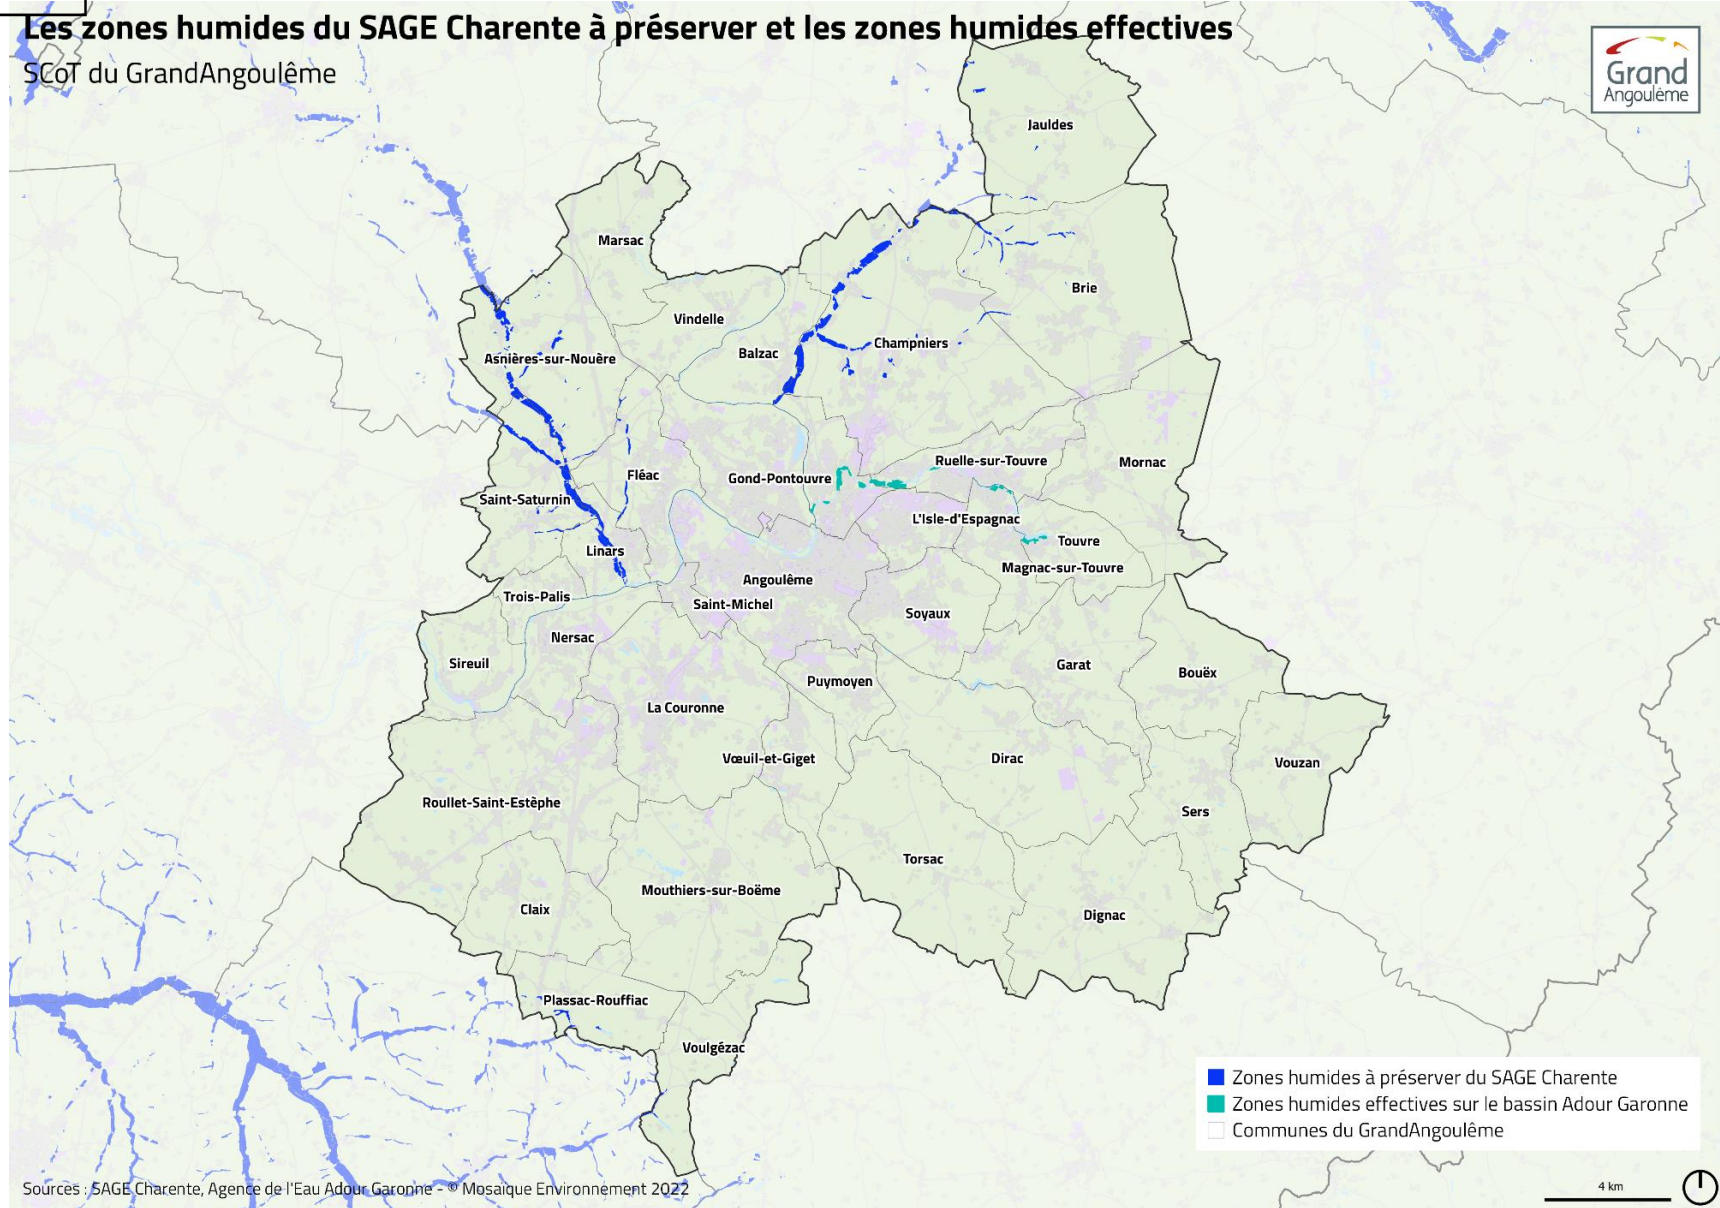 Les zones humides du SAGE Charente à préserver et les zones humides effectives
SCoT du GrandAngoulême
Grand
Angoulême
Jauldes
Marsac
Brie
Vindelle
Champniers
Balzac
Asnières-sur-Nouère
Ruelle-sur-Touvre
Mornac
Fléac
Gond-Pontouvre
Saint-Saturnin
L'Isle-d'Espagnac
Touvre
Linars
Magnac-sur-Touvre
Angoulême
Trois-Palis
Saint-Michel
Soyaux
Nersac
Sireuil
Garat
Bouëx
Puymoyen
La Couronne
Vœuil-et-Giget
Dirac
Vouzan
Roullet-Saint-Estèphe
Sers
Torsac
Mouthiers-sur-Boëme
Claix
Dignac
Plassac-Rouffiac
Voulgézac
Zones humides à préserver du SAGE Charente
Zones humides effectives sur le bassin Adour Garonne
Communes du GrandAngoulême
Sources : SAGE Charente, Agence de l'Eau Adour Garonne - © Mosaique Environnement 2022
4 km